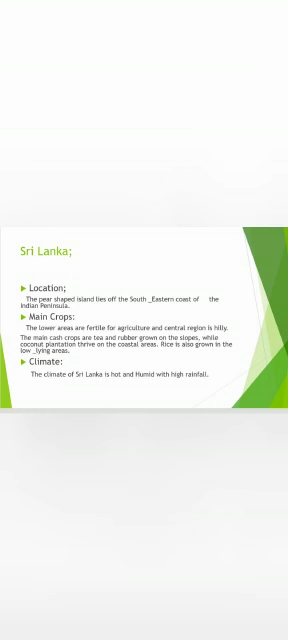 Sri Lanka;
Location;
The pear shaped island lies off the South _Eastern coast of the
Indian Peninsula.
Main Crops:
The lower areas are fertile for agriculture and central region is hilly.
The main cash crops are tea and rubber grown on the slopes, while
coconut plantation thrive on the coastal areas. Rice is also grown in the
low _lying areas.
Climate:
The climate of Sri Lanka is hot and Humid with high rainfall.